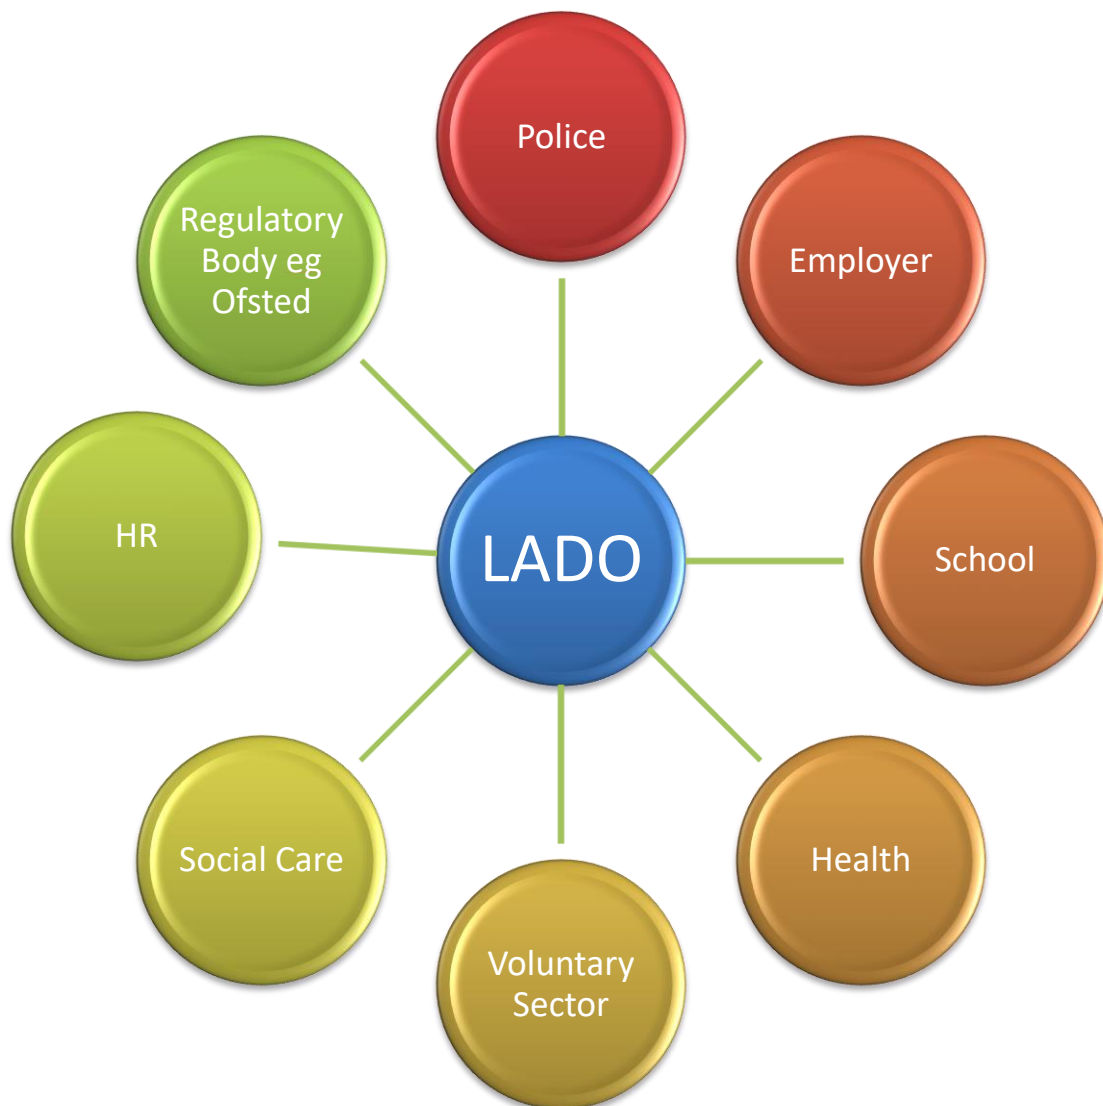 Police
Employer
School
Health
Voluntary
Sector
Social Care
HR
Regulatory
Body eg
Ofsted
LADO